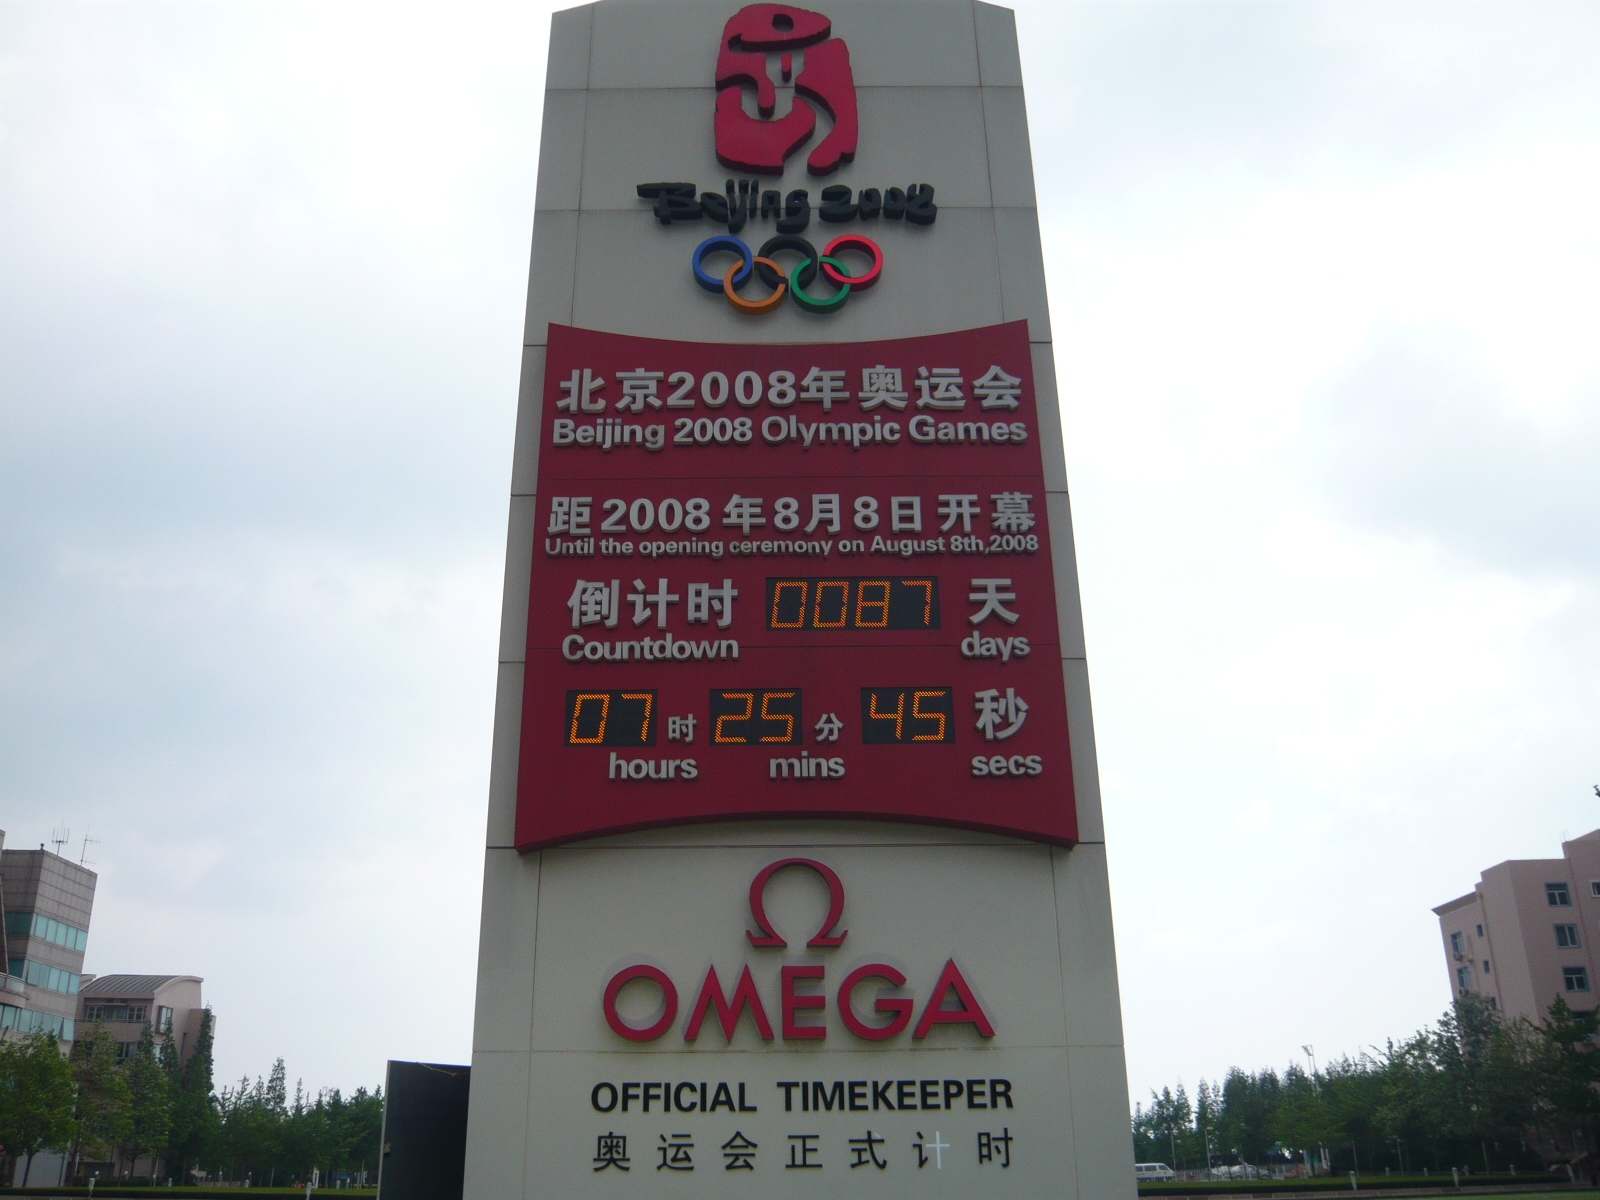 Beijing 2008
北京2008年奥运会
Beijing 2008 Olympic Games
距2008年8月8日开幕
Until the opening ceremony on August 8th,2008
倒计时 0087 天
Countdown days
07 时 25 分 45 秒
hours mins secs
Ω
OMEGA
OFFICIAL TIMEKEEPER
奥运会正式计时